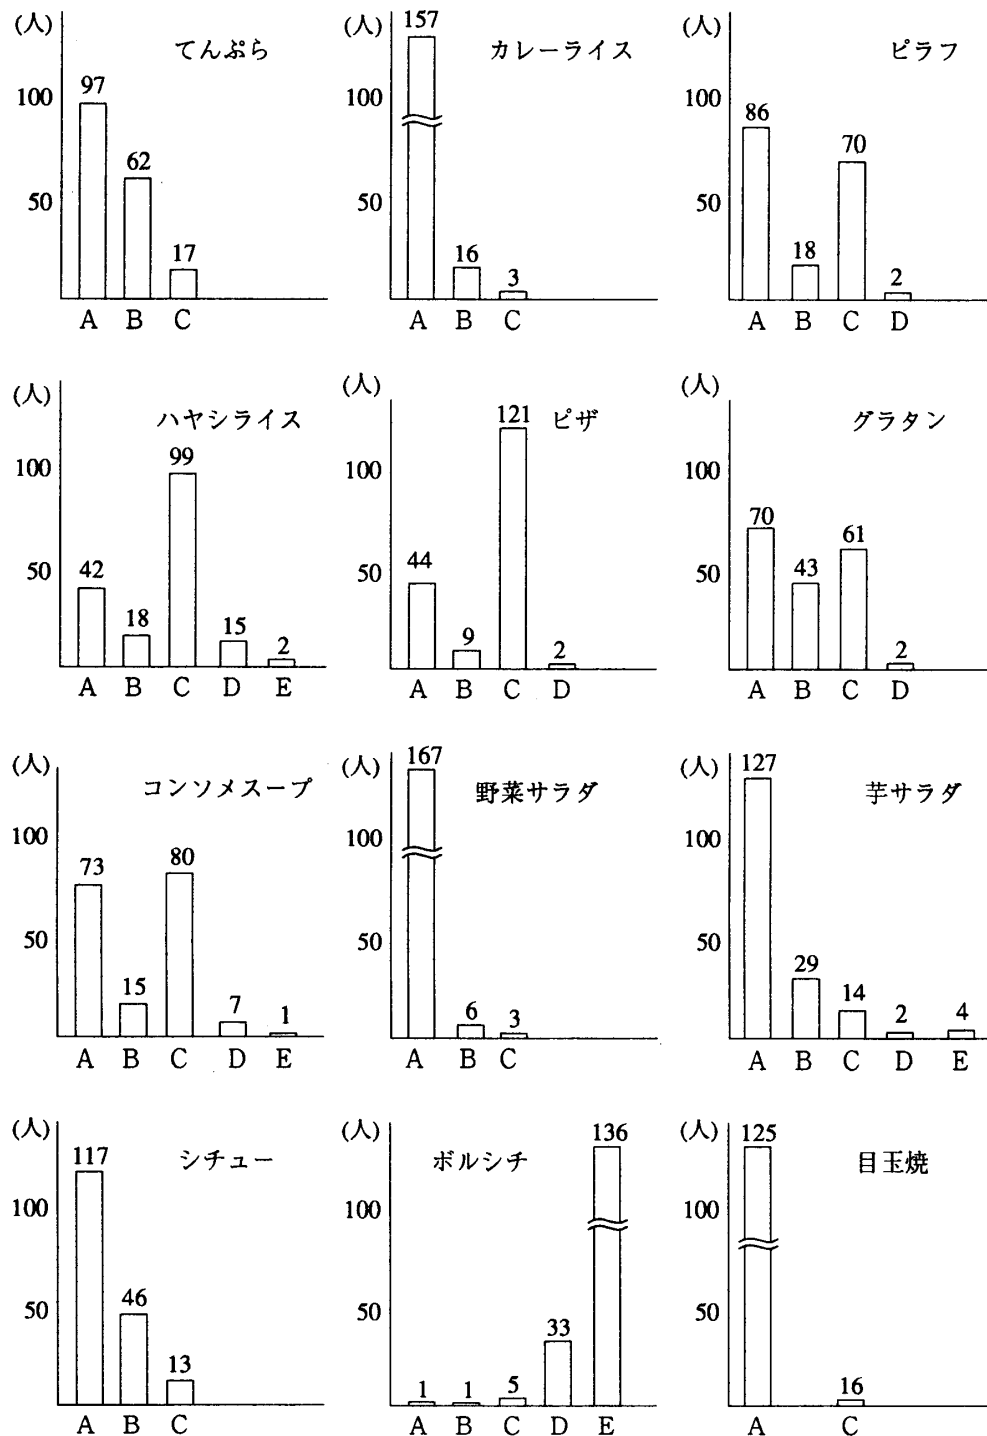 (人)
てんぷら
97
100
62
50
17
A B C
(人)
157
カレーライス
100
50
16
3
A B C
(人)
ピラフ
100
86
70
50
18
2
A B C D
(人)
ハヤシライス
100
99
50
42
18
15
2
A B C D E
(人)
121
ピザ
100
50
44
9
2
A B C D
(人)
グラタン
100
70
61
50
43
2
A B C D
(人)
コンソメスープ
100
73
80
50
15
7
1
A B C D E
(人)
167
野菜サラダ
100
50
6
3
A B C
(人)
127
芋サラダ
100
50
29
14
2
4
A B C D E
(人)
117
シチュー
100
50
46
13
A B C
(人)
ボルシチ
136
100
50
33
1
1
5
A B C D E
(人)
125
目玉焼
100
50
16
A C